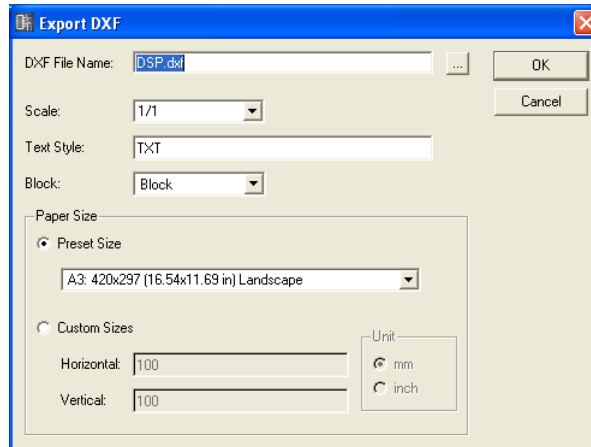 Export DXF
DXF File Name: DSP.dxf ... OK
Cancel
Scale: 1/1
Text Style: TXT
Block: Block
Paper Size
Preset Size
A3: 420x297 (16.54x11.69 in) Landscape
Custom Sizes
Unit
Horizontal: 100 mm
Vertical: 100 inch